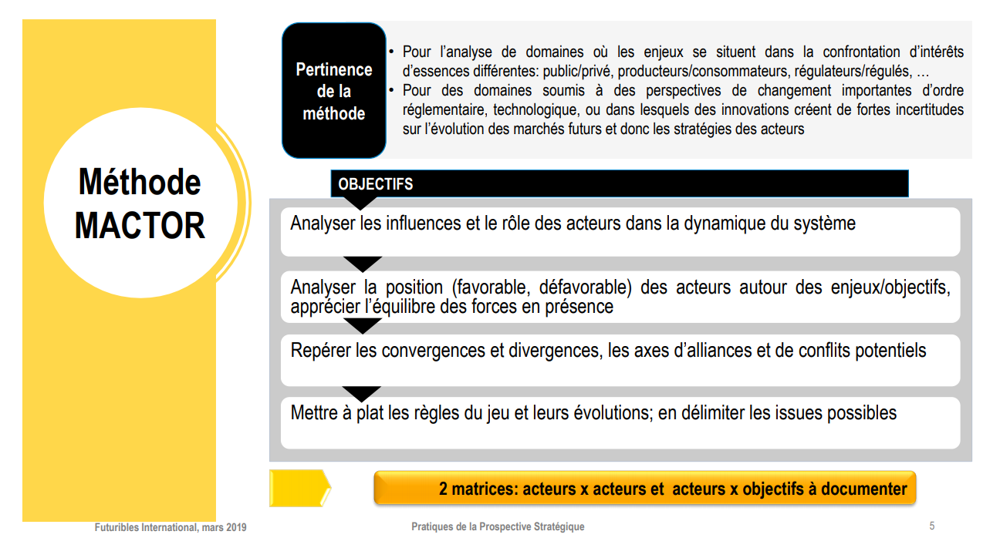 Méthode
MACTOR
Pertinence
de la
méthode
• Pour l’analyse de domaines où les enjeux se situent dans la confrontation d’intérêts
d’essences différentes: public/privé, producteurs/consommateurs, régulateurs/régulés, …
• Pour des domaines soumis à des perspectives de changement importantes d’ordre
réglementaire, technologique, ou dans lesquels des innovations créent de fortes incertitudes
sur l’évolution des marchés futurs et donc les stratégies des acteurs
OBJECTIFS
Analyser les influences et le rôle des acteurs dans la dynamique du système
Analyser la position (favorable, défavorable) des acteurs autour des enjeux/objectifs,
apprécier l’équilibre des forces en présence
Repérer les convergences et divergences, les axes d’alliances et de conflits potentiels
Mettre à plat les règles du jeu et leurs évolutions; en délimiter les issues possibles
2 matrices: acteurs x acteurs et acteurs x objectifs à documenter
Futuribles International, mars 2019
Pratiques de la Prospective Stratégique
5